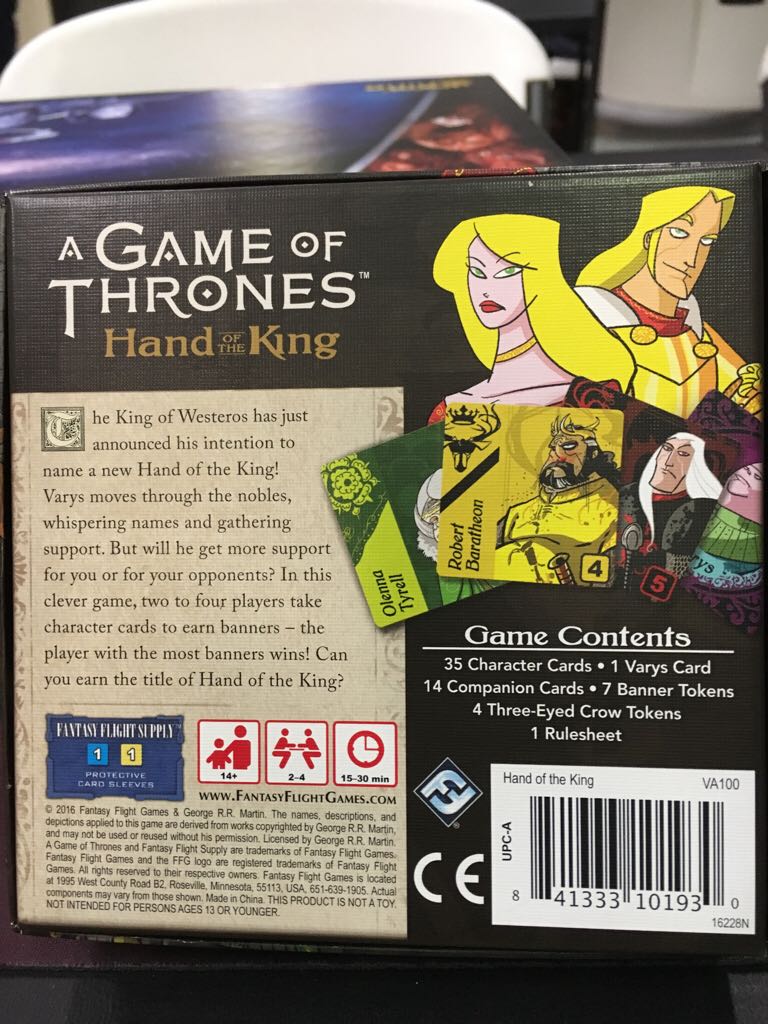 A GAME OF
THRONES™
Hand OF THE King
The King of Westeros has just
announced his intention to
name a new Hand of the King!
Varys moves through the nobles,
whispering names and gathering
support. But will he get more support
for you or for your opponents? In this
clever game, two to four players take
character cards to earn banners – the
player with the most banners wins! Can
you earn the title of Hand of the King?
Olenna
Tyrell
Robert
Baratheon
4
5
Game Contents
35 Character Cards • 1 Varys Card
14 Companion Cards • 7 Banner Tokens
4 Three-Eyed Crow Tokens
1 Rulesheet
FANTASY FLIGHT SUPPLY™
1 1
PROTECTIVE
CARD SLEEVES
14+
2–4
15–30 min
WWW.FANTASYFLIGHTGAMES.COM
© 2016 Fantasy Flight Games & George R.R. Martin. The names, descriptions, and
depictions applied to this game are derived from works copyrighted by George R.R. Martin,
and may not be used or reused without his permission. Licensed by George R.R. Martin.
A Game of Thrones and Fantasy Flight Supply are trademarks of Fantasy Flight Games.
Fantasy Flight Games and the FFG logo are registered trademarks of Fantasy Flight
Games. All rights reserved to their respective owners. Fantasy Flight Games is located
at 1995 West County Road B2, Roseville, Minnesota, 55113, USA, 651-639-1905. Actual
components may vary from those shown. Made in China. THIS PRODUCT IS NOT A TOY.
NOT INTENDED FOR PERSONS AGES 13 OR YOUNGER.
CE
Hand of the King VA100
UPC-A
8 41333 10193 0
16228N